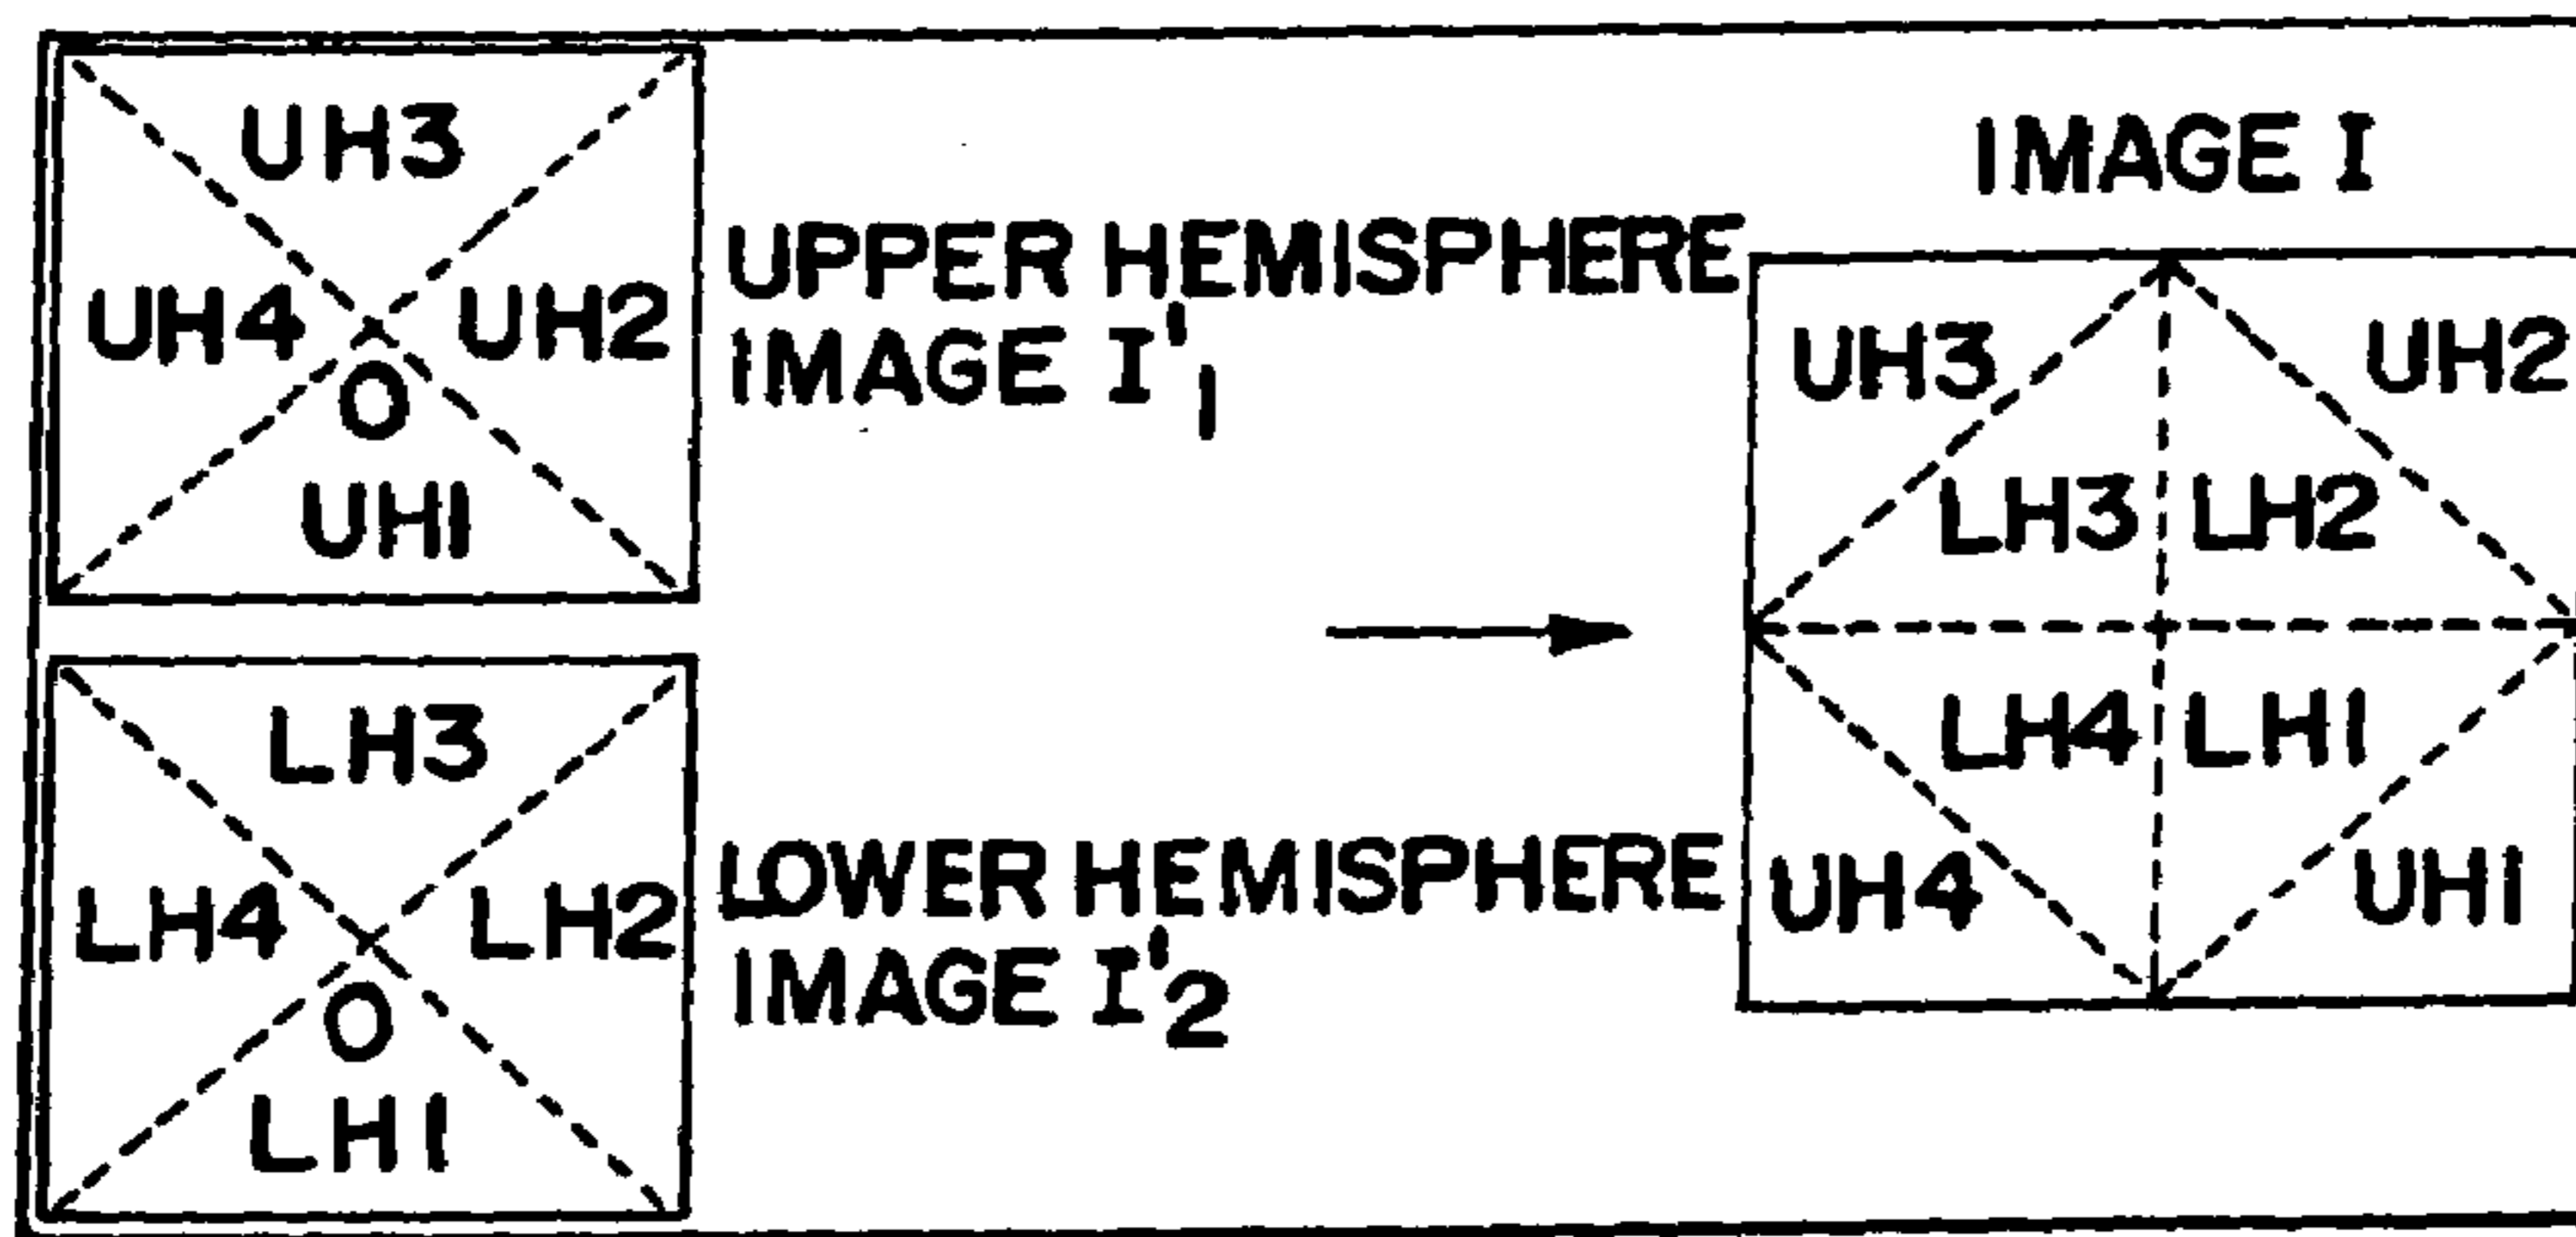 UH3
UH4 UH2
O
UH1
UPPER HEMISPHERE
IMAGE I'1
LH3
LH4 LH2
O
LH1
LOWER HEMISPHERE
IMAGE I'2
IMAGE I
UH3 UH2
LH3 LH2
LH4 LH1
UH4 UH1